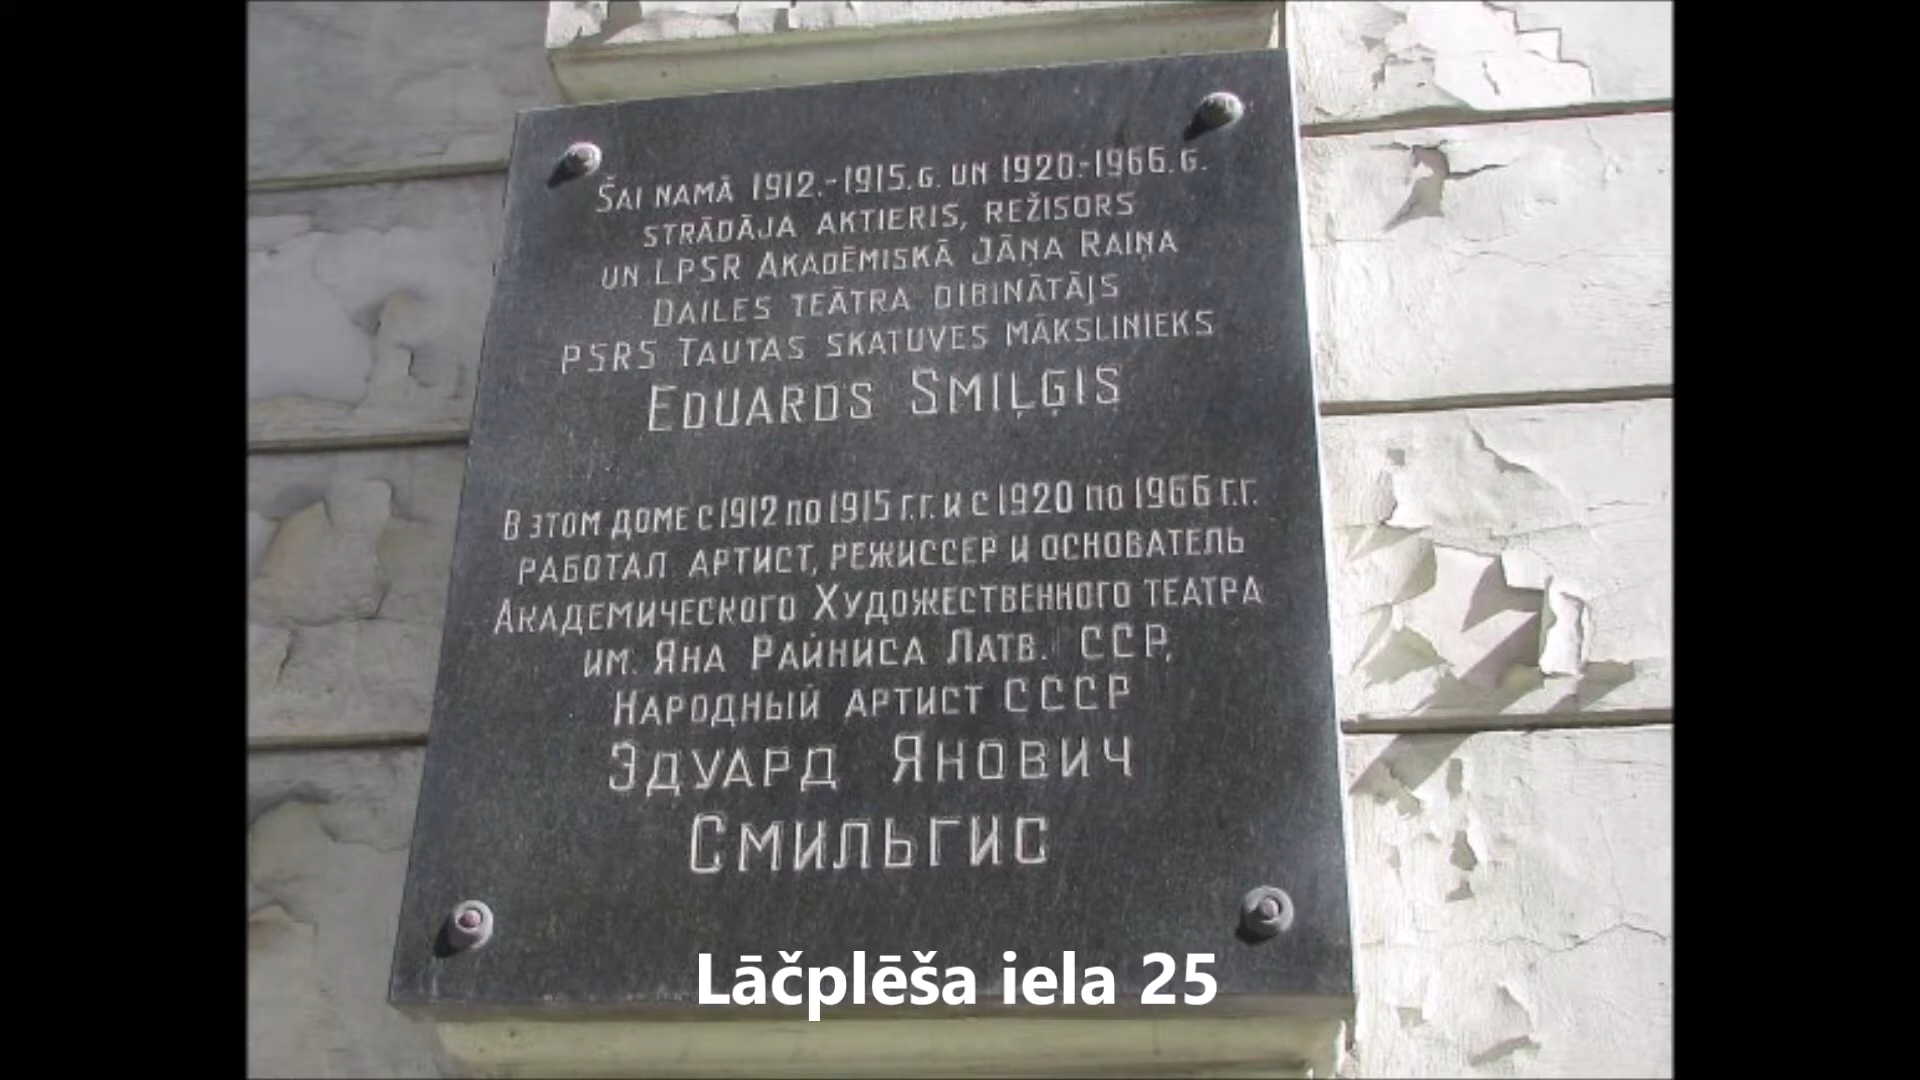 ŠAI NAMĀ 1912.-1915.G. UN 1920.-1966.G.
STRĀDĀJA AKTIERIS, REŽISORS
UN LPSR AKADĒMISKĀ JĀŅA RAIŅA
DAILES TEĀTRA DIBINĀTĀJS
PSRS TAUTAS SKATUVES MĀKSLINIEKS
EDUARDS SMIĻĢIS
В ЭТОМ ДОМЕ С 1912 ПО 1915 Г.Г. И С 1920 ПО 1966 Г.Г.
РАБОТАЛ АРТИСТ, РЕЖИССЕР И ОСНОВАТЕЛЬ
АКАДЕМИЧЕСКОГО ХУДОЖЕСТВЕННОГО ТЕАТРА
ИМ. ЯНА РАЙНИСА ЛАТВ. ССР,
НАРОДНЫЙ АРТИСТ СССР
ЭДУАРД ЯНОВИЧ
СМИЛЬГИС
Lāčplēša iela 25